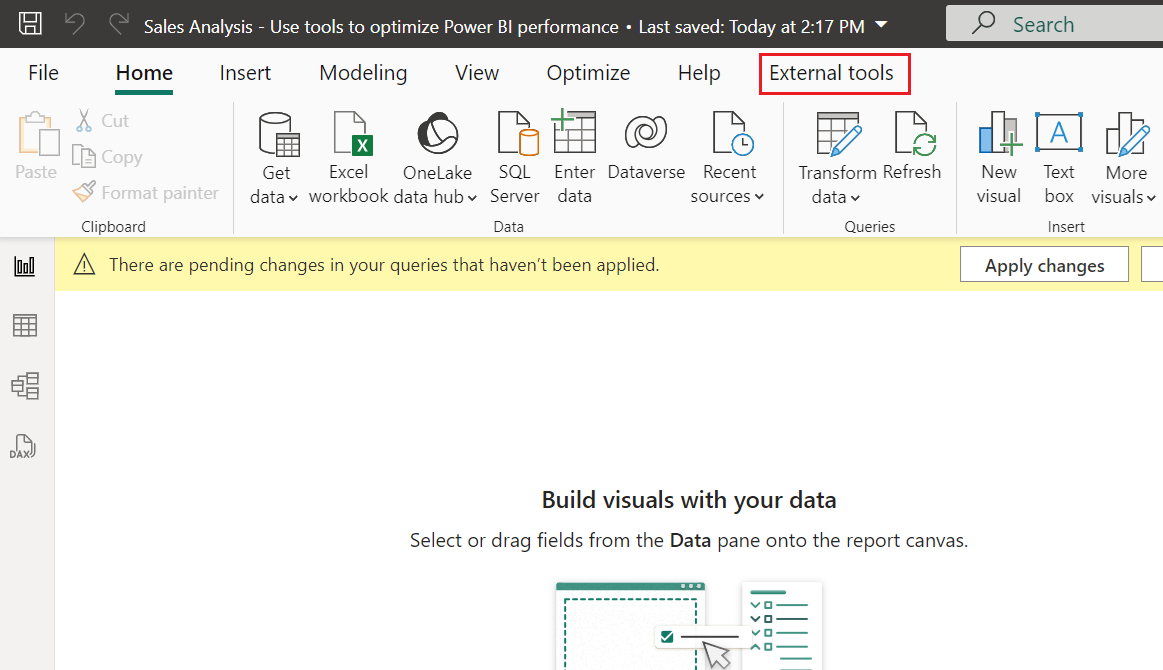 Sales Analysis - Use tools to optimize Power BI performance • Last saved: Today at 2:17 PM
Search
File Home Insert Modeling View Optimize Help External tools
Paste
Cut
Copy
Format painter
Clipboard
Get
data
Excel
workbook
OneLake
data hub
SQL
Server
Enter
data
Dataverse
Recent
sources
Data
Transform
data
Refresh
Queries
New
visual
A
Text
box
More
visuals
Insert
There are pending changes in your queries that haven't been applied.
Apply changes
DAX
Build visuals with your data
Select or drag fields from the Data pane onto the report canvas.